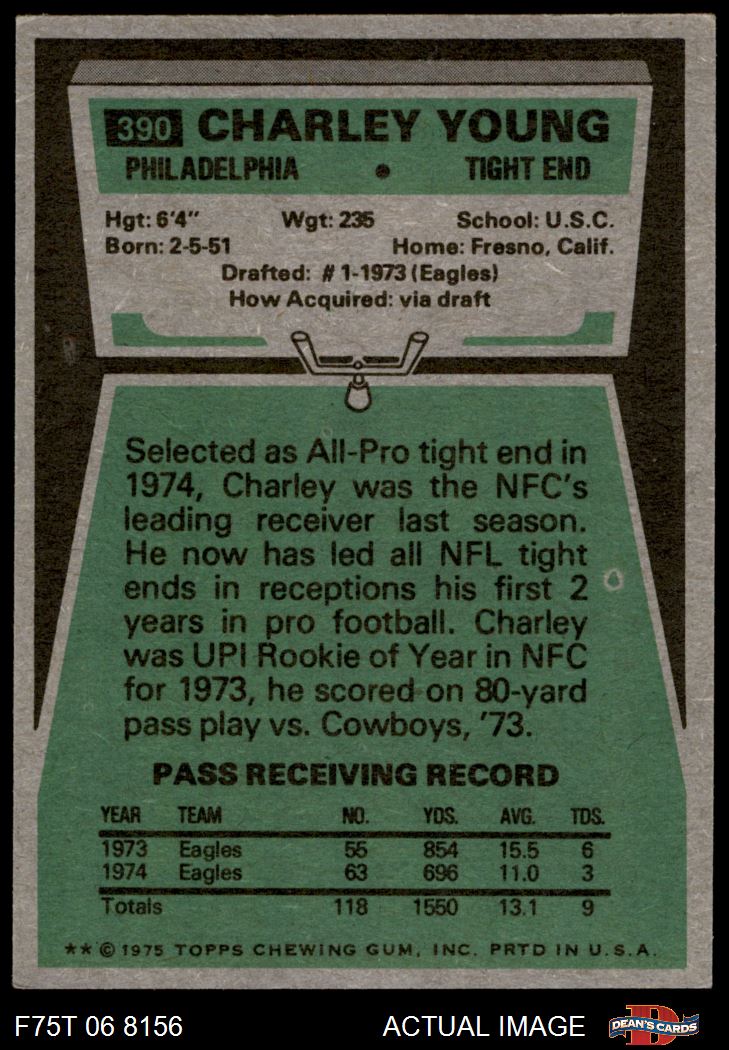 390 CHARLEY YOUNG
PHILADELPHIA • TIGHT END
Hgt: 6'4" Wgt: 235 School: U.S.C.
Born: 2-5-51 Home: Fresno, Calif.
Drafted: #1-1973 (Eagles)
How Acquired: via draft
Selected as All-Pro tight end in
1974, Charley was the NFC's
leading receiver last season.
He now has led all NFL tight
ends in receptions his first 2
years in pro football. Charley
was UPI Rookie of Year in NFC
for 1973, he scored on 80-yard
pass play vs. Cowboys, '73.
PASS RECEIVING RECORD
YEAR TEAM NO. YDS. AVG. TDS.
1973 Eagles 55 854 15.5 6
1974 Eagles 63 696 11.0 3
Totals 118 1550 13.1 9
** © 1975 TOPPS CHEWING GUM, INC. PRTD IN U.S.A.
F75T 06 8156 ACTUAL IMAGE D DEAN'S CARDS